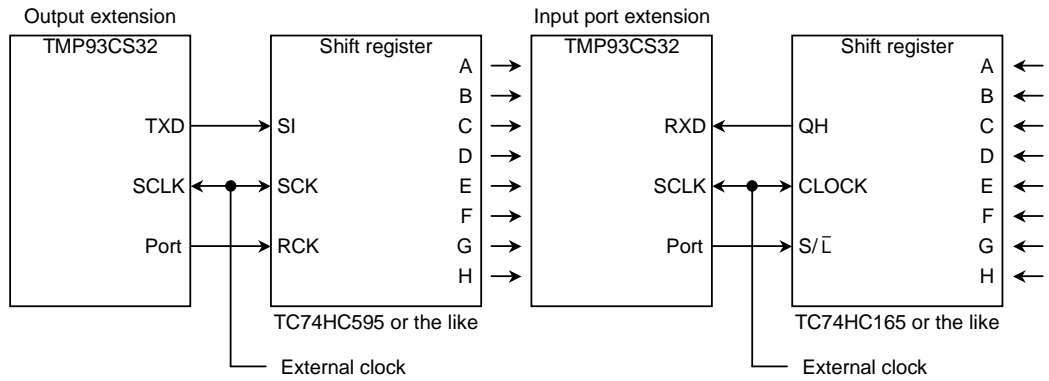 Output extension
TMP93CS32
TXD
SCLK
Port
Shift register
SI
SCK
RCK
A
B
C
D
E
F
G
H
TC74HC595 or the like
External clock
Input port extension
TMP93CS32
RXD
SCLK
Port
Shift register
QH
CLOCK
S/L̅
A
B
C
D
E
F
G
H
TC74HC165 or the like
External clock